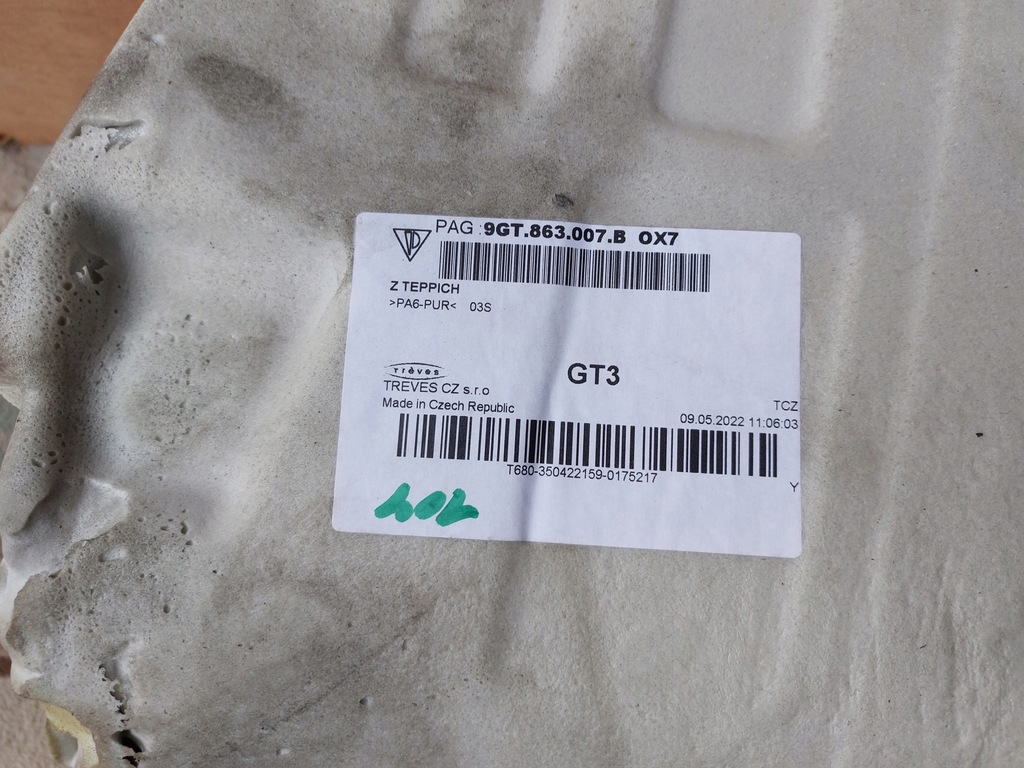 PAG : 9GT.863.007.B OX7
Z TEPPICH
>PA6-PUR< 03S
Trèves
GT3
TREVES CZ s.r.o
Made in Czech Republic
TCZ
09.05.2022 11:06:03
T680-350422159-0175217
Y